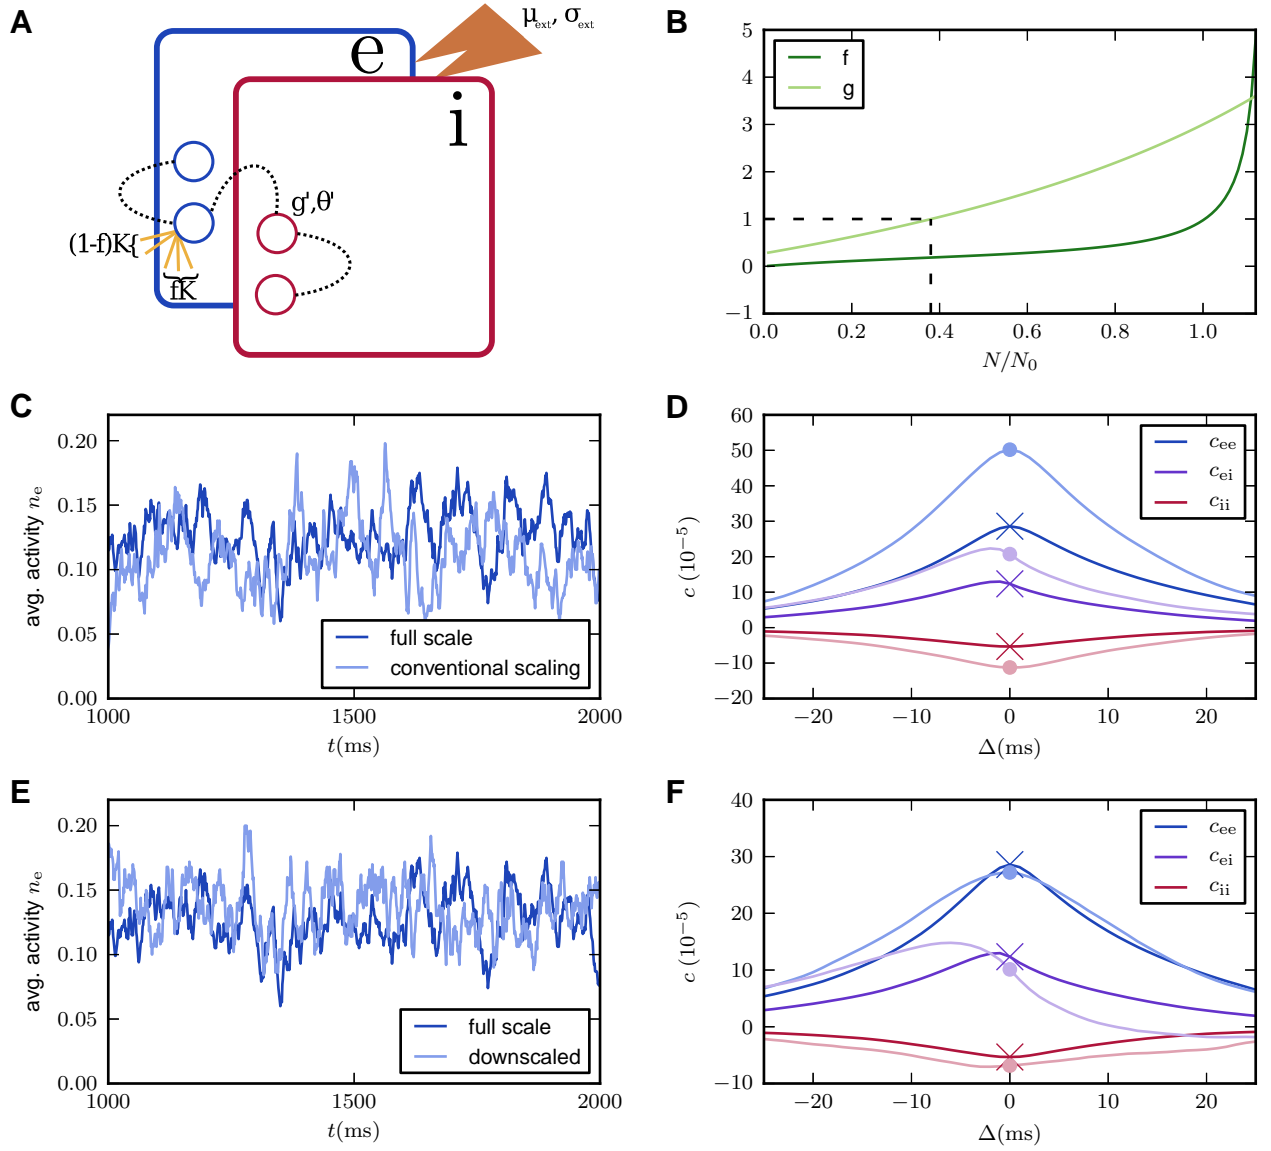 A
e
i
μext, σext
g',θ'
(1-f)K{
fK
B
f
g
5
4
3
2
1
0
−1
0.0 0.2 0.4 0.6 0.8 1.0
N/N0
C
avg. activity ne
0.20
0.15
0.10
0.05
0.00
full scale
conventional scaling
1000 1500 2000
t(ms)
D
c (10−5)
60
50
40
30
20
10
0
−10
−20
cee
cei
cii
−20 −10 0 10 20
Δ(ms)
E
avg. activity ne
0.20
0.15
0.10
0.05
0.00
full scale
downscaled
1000 1500 2000
t(ms)
F
c (10−5)
40
30
20
10
0
−10
cee
cei
cii
−20 −10 0 10 20
Δ(ms)